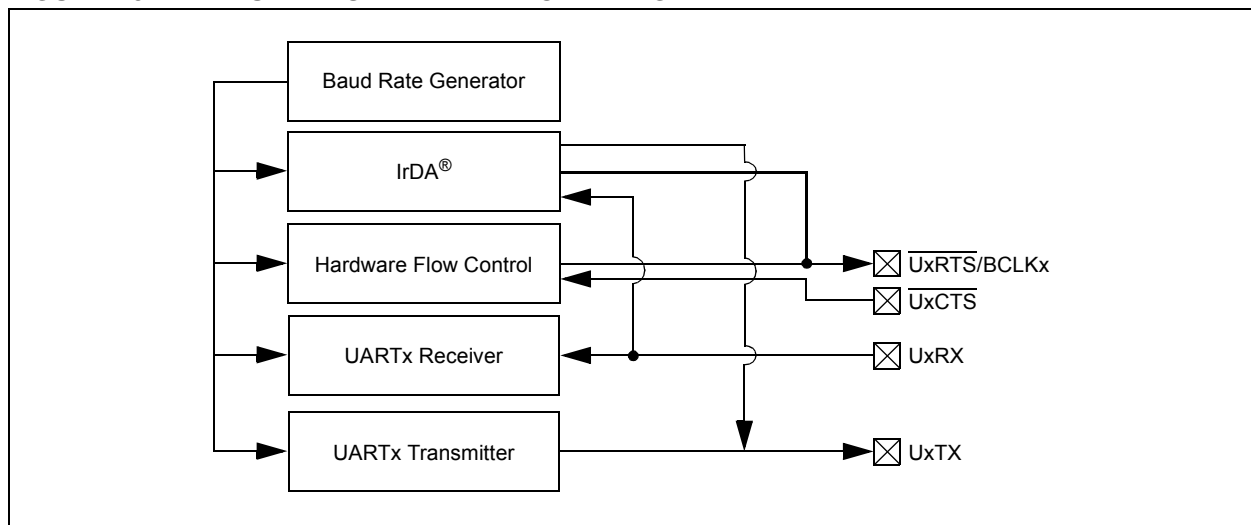 Baud Rate Generator
IrDA®
Hardware Flow Control
UxRTS/BCLKx
UxCTS
UARTx Receiver
UxRX
UARTx Transmitter
UxTX